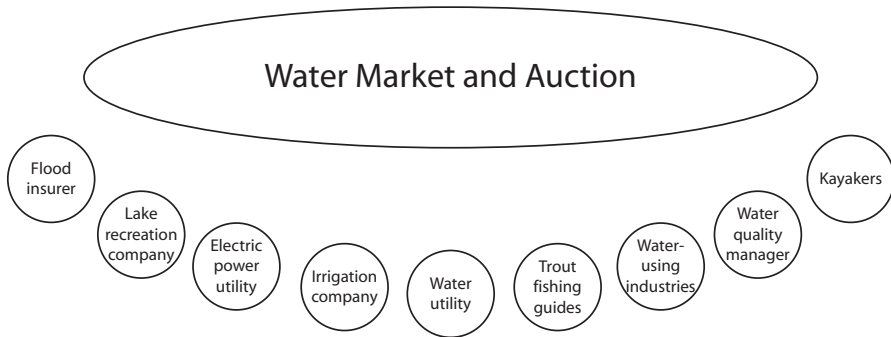 Water Market and Auction
Flood
insurer
Lake
recreation
company
Electric
power
utility
Irrigation
company
Water
utility
Trout
fishing
guides
Water-
using
industries
Water
quality
manager
Kayakers